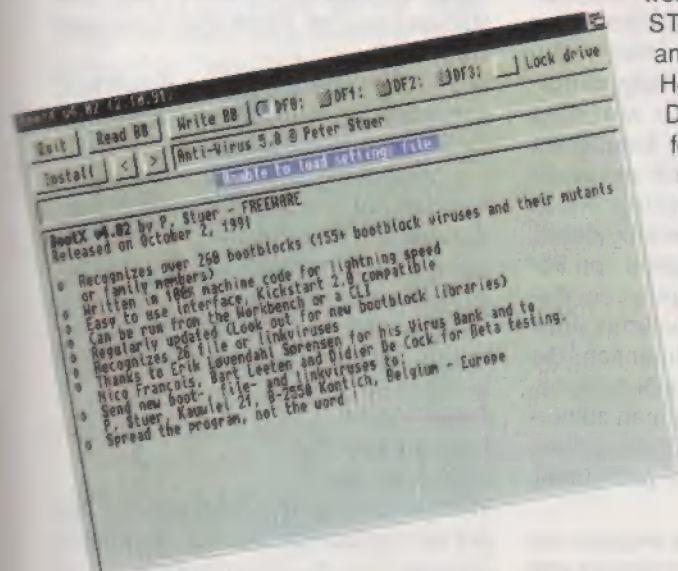 BootX v4.02 (2.10.91)
Quit Read BB Write BB DF0: DF1: DF2: DF3: Lock drive
Install < > Anti-Virus 5.0 @ Peter Stuer
Unable to load settings file
BootX v4.02 by P. Stuer - FREEWARE
Released on October 2, 1991
o Recognizes over 260 bootblocks (155+ bootblock viruses and their mutants
or family members)
o Written in 100% machine code for lightning speed
o Easy to use interface, Kickstart 2.0 compatible
o Can be run from the Workbench or a CLI
o Regularly updated (Look out for new bootblock libraries)
o Recognizes 26 file or linkviruses
o Thanks to Erik Løvendahl Sørensen for his Virus Bank and to
Nico François, Bart Leeten and Didier De Cock for Beta testing.
o Send new boot-, file- and linkviruses to:
P. Stuer, Kauwlei 21, B-2550 Kontich, Belgium - Europe
o Spread the program, not the word !
ST
an
H
D
f